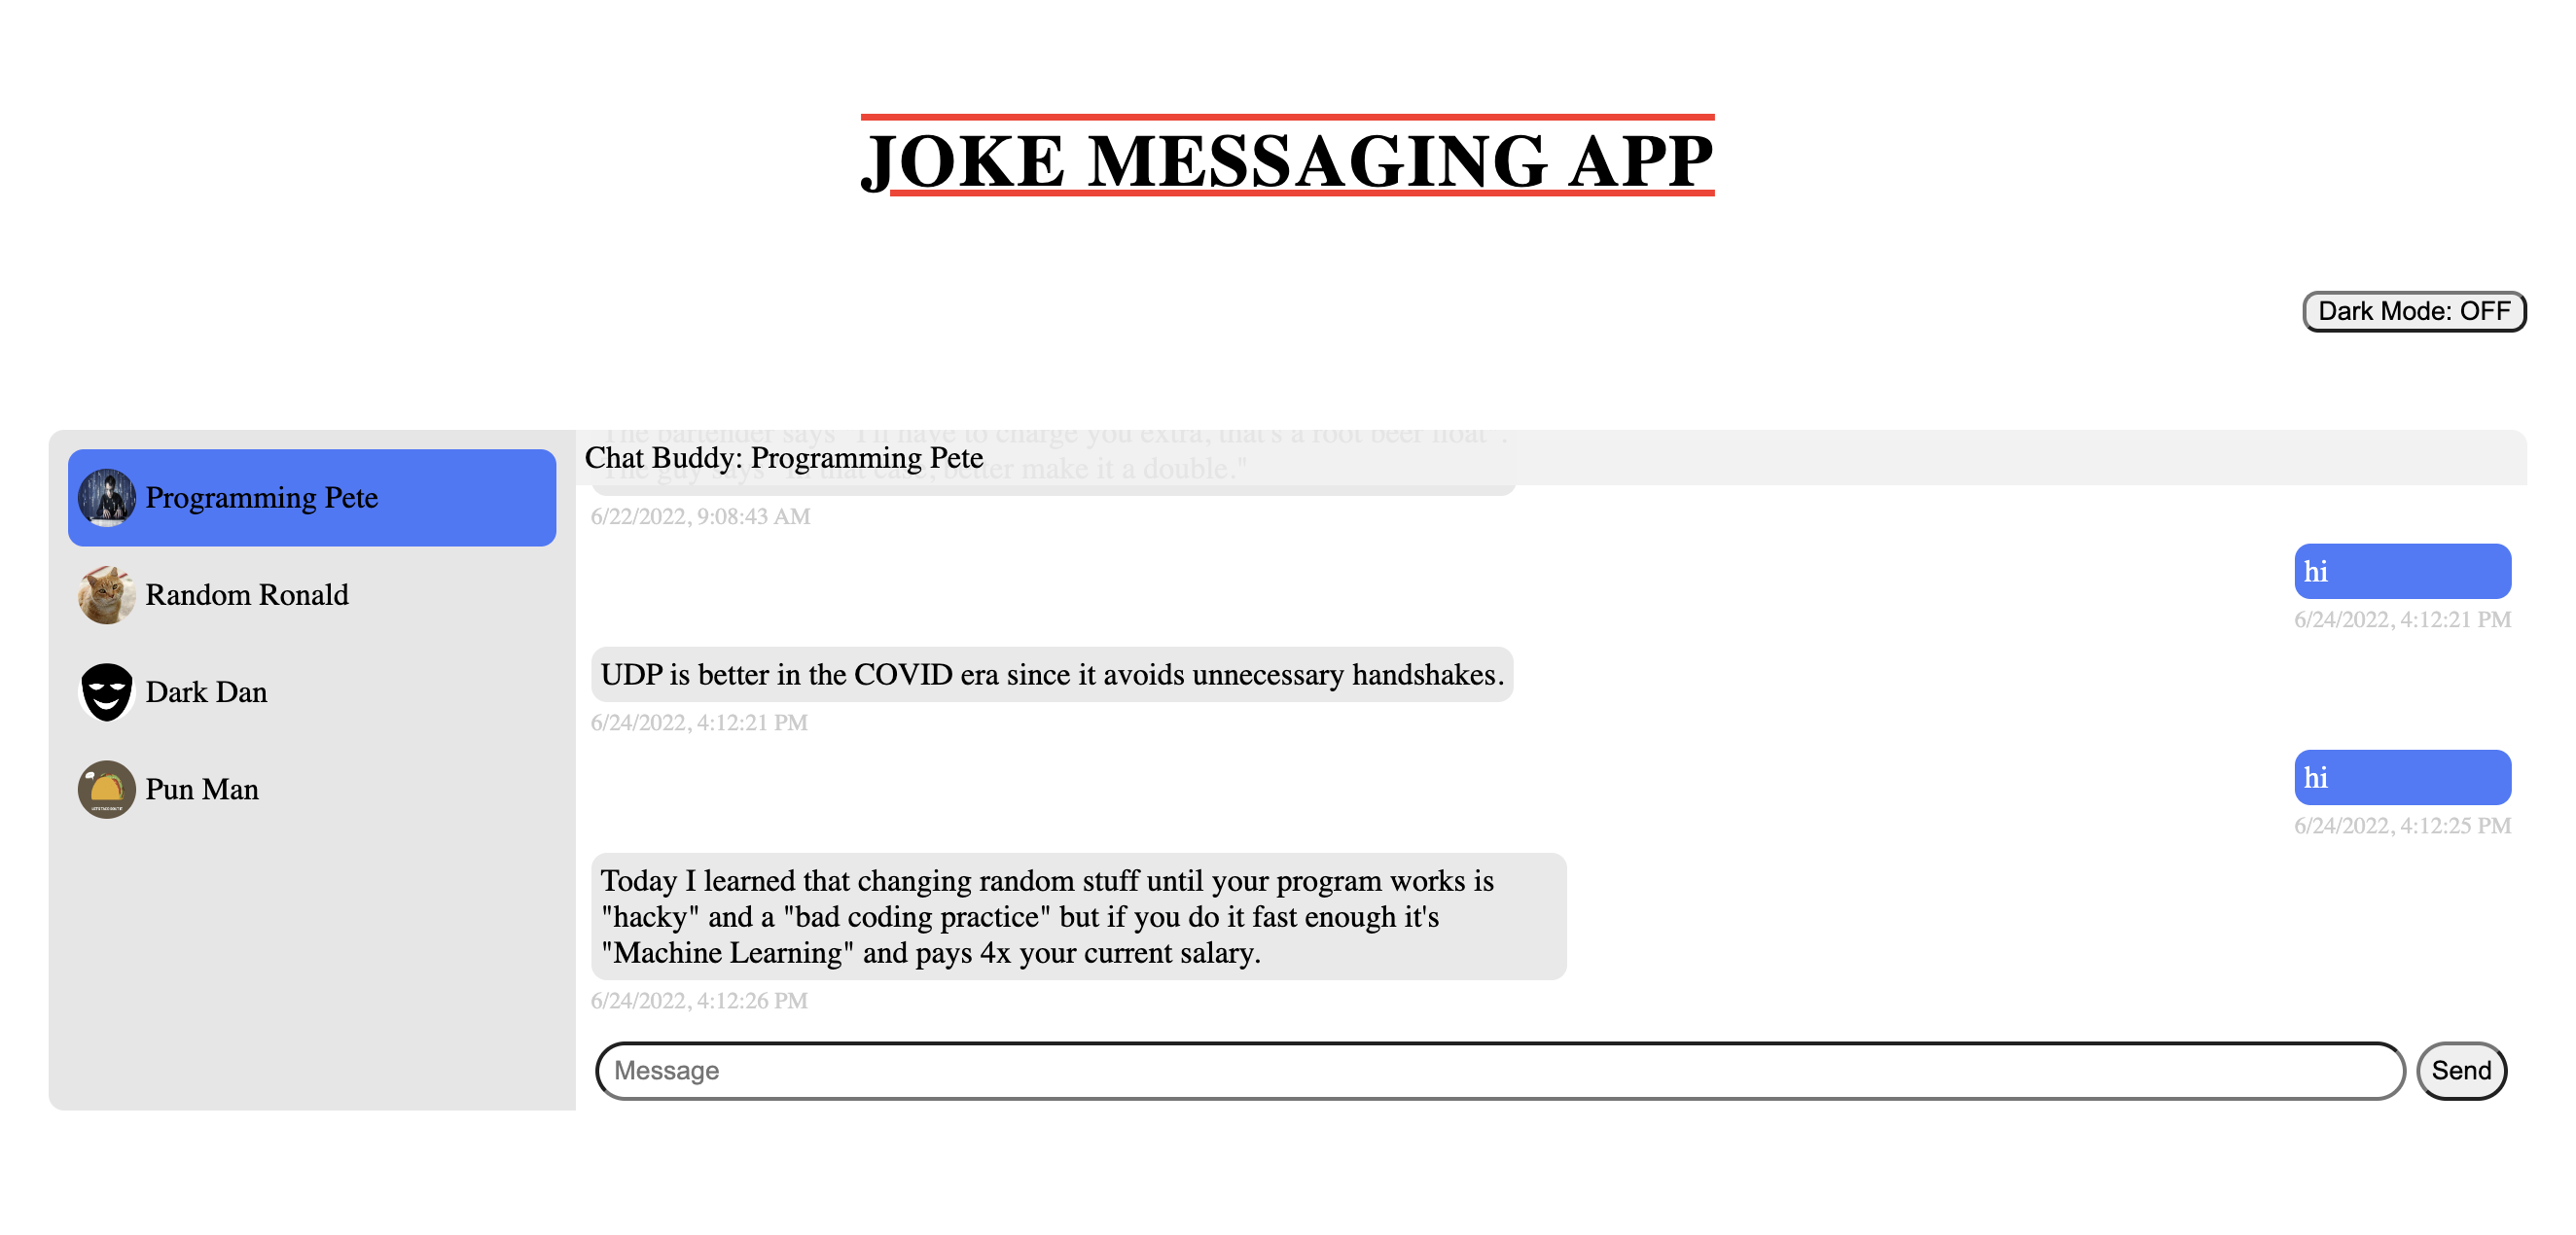 JOKE MESSAGING APP
Dark Mode: OFF
The bartender says "I'll have to charge you extra, that's a root beer float".
Chat Buddy: Programming Pete
The guy says "In that case, better make it a double."
6/22/2022, 9:08:43 AM
Programming Pete
Random Ronald
Dark Dan
Pun Man
hi
6/24/2022, 4:12:21 PM
UDP is better in the COVID era since it avoids unnecessary handshakes.
6/24/2022, 4:12:21 PM
hi
6/24/2022, 4:12:25 PM
Today I learned that changing random stuff until your program works is
"hacky" and a "bad coding practice" but if you do it fast enough it's
"Machine Learning" and pays 4x your current salary.
6/24/2022, 4:12:26 PM
Message
Send